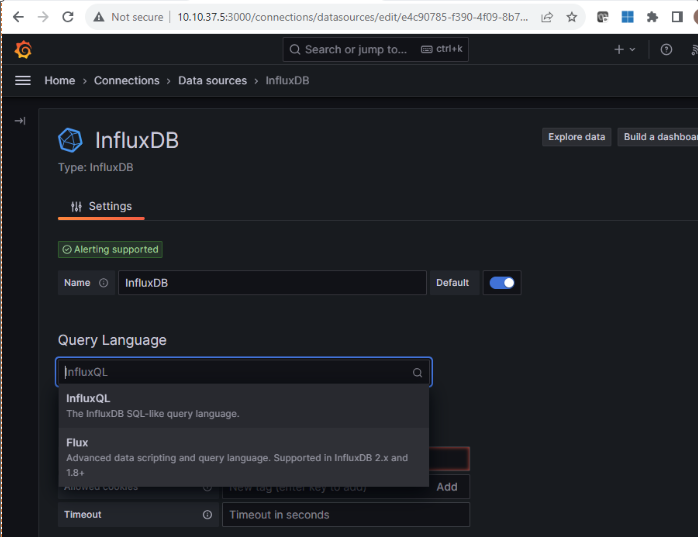 Not secure | 10.10.37.5:3000/connections/datasources/edit/e4c90785-f390-4f09-8b7...
Search or jump to... ctrl+k
Home > Connections > Data sources > InfluxDB
InfluxDB
Explore data
Build a dashboar
Type: InfluxDB
Settings
Alerting supported
Name
InfluxDB
Default
Query Language
InfluxQL
InfluxQL
The InfluxDB SQL-like query language.
Flux
Advanced data scripting and query language. Supported in InfluxDB 2.x and
1.8+
Allowed cookies
New tag (enter key to add)
Add
Timeout
Timeout in seconds